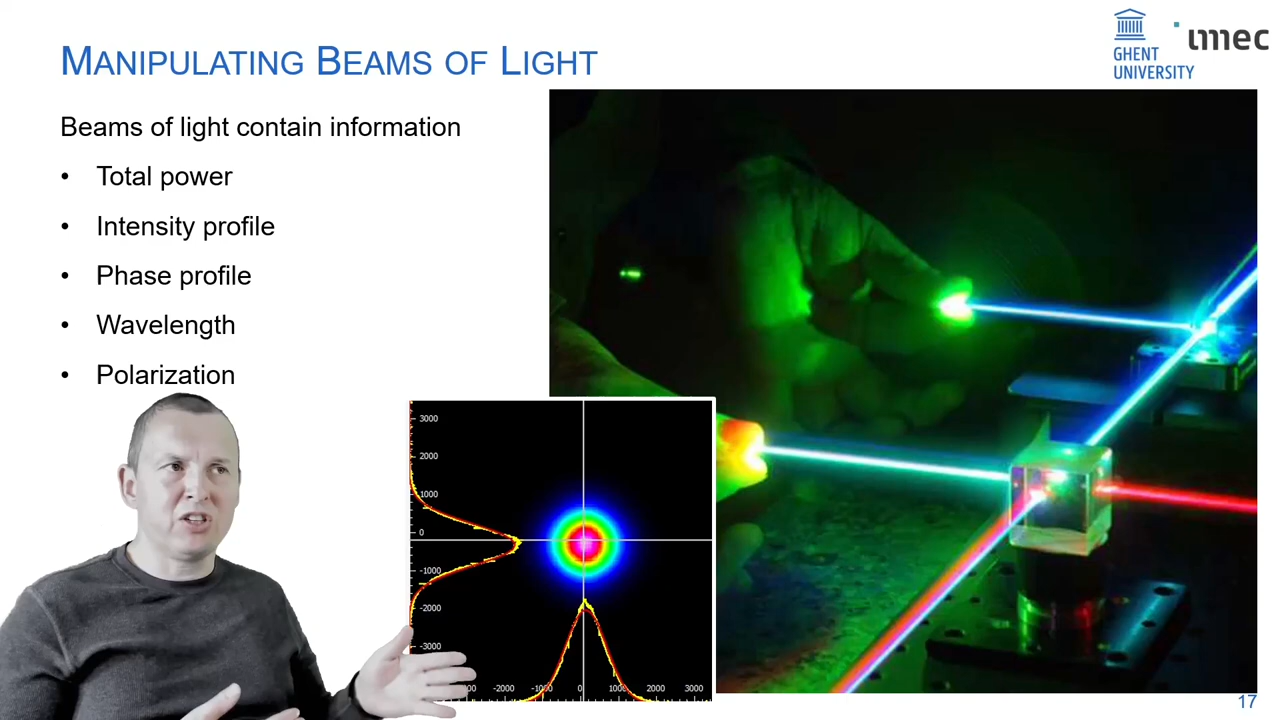 MANIPULATING BEAMS OF LIGHT
GHENT
UNIVERSITY
imec
Beams of light contain information
• Total power
• Intensity profile
• Phase profile
• Wavelength
• Polarization
3000
2000
1000
0
-1000
-2000
-3000
-2000 -1000 0 1000 2000 3000
17